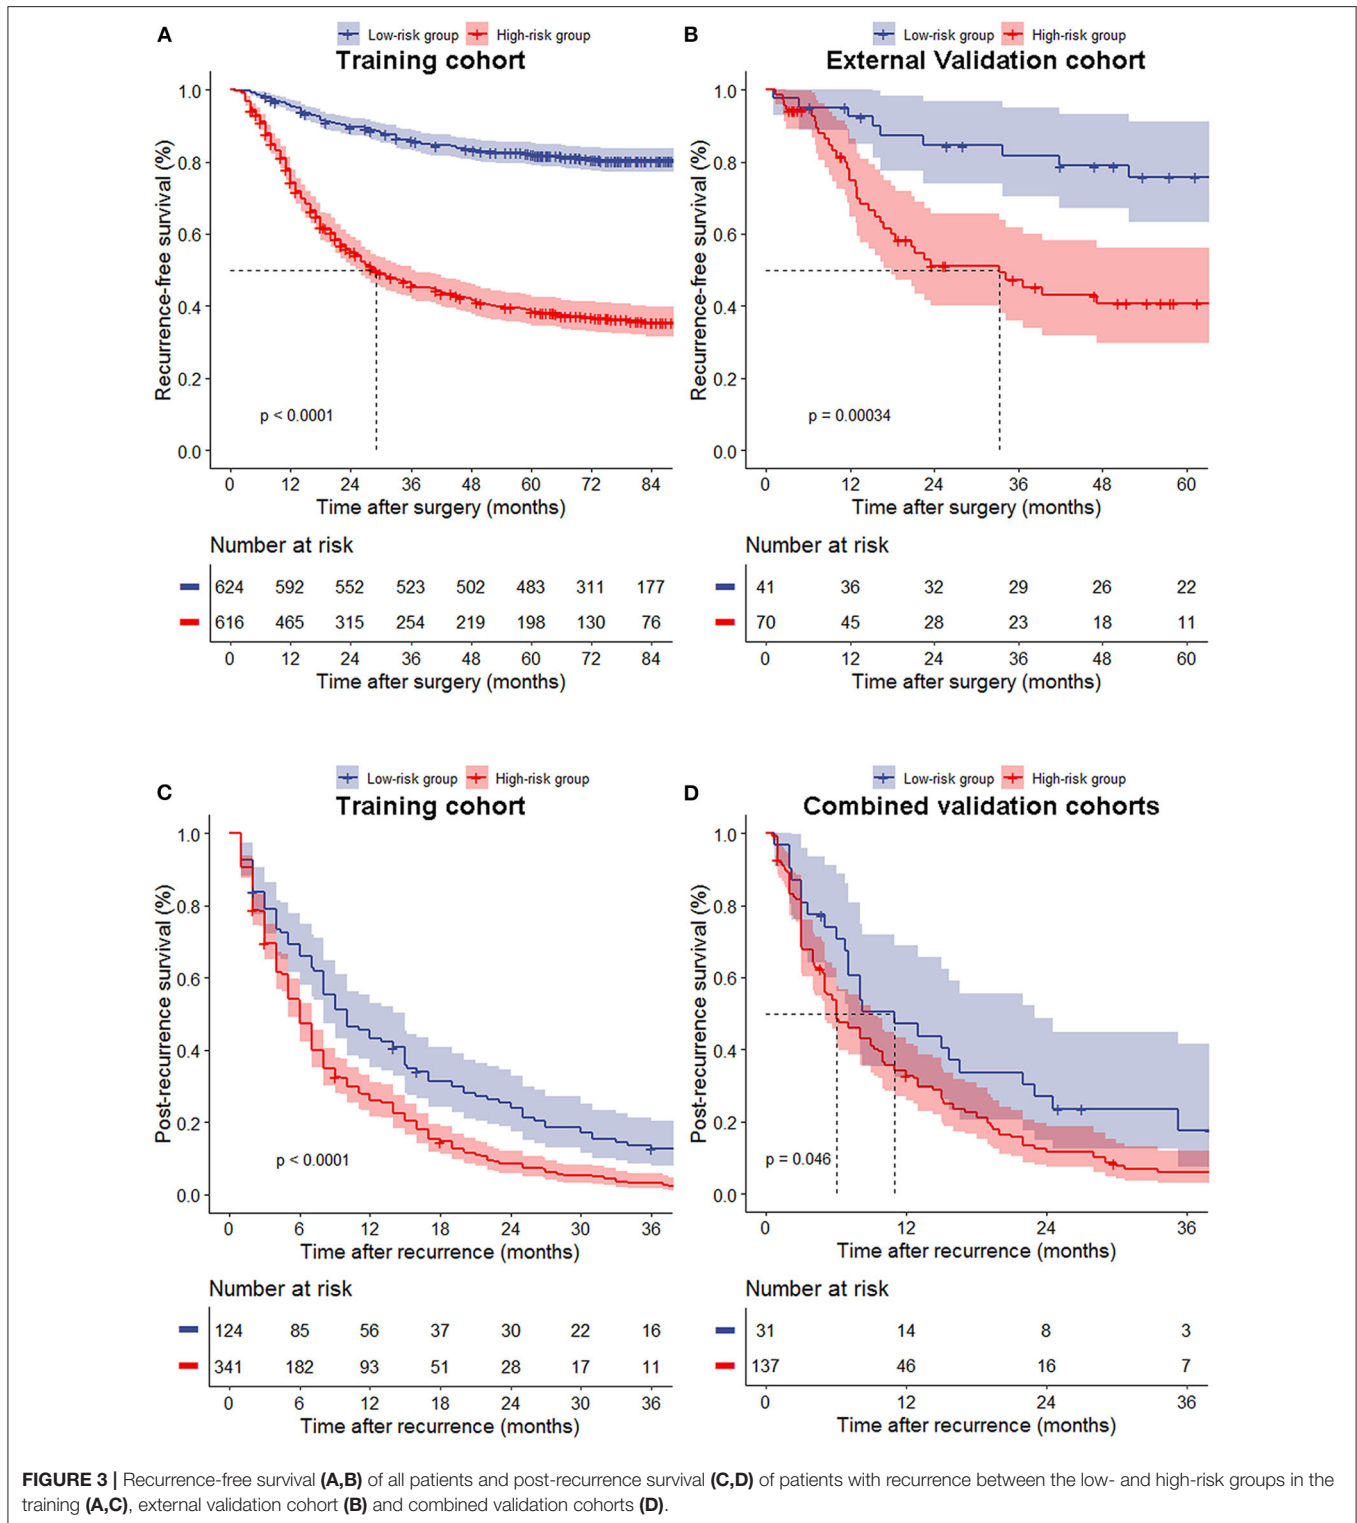 A
Low-risk group High-risk group
Training cohort
Recurrence-free survival (%)
1.0
0.8
0.6
0.4
0.2
0.0
p < 0.0001
0 12 24 36 48 60 72 84
Time after surgery (months)
Number at risk
624 592 552 523 502 483 311 177
616 465 315 254 219 198 130 76
0 12 24 36 48 60 72 84
Time after surgery (months)
B
Low-risk group High-risk group
External Validation cohort
Recurrence-free survival (%)
1.0
0.8
0.6
0.4
0.2
0.0
p = 0.00034
0 12 24 36 48 60
Time after surgery (months)
Number at risk
41 36 32 29 26 22
70 45 28 23 18 11
0 12 24 36 48 60
Time after surgery (months)
C
Low-risk group High-risk group
Training cohort
Post-recurrence survival (%)
1.0
0.8
0.6
0.4
0.2
0.0
p < 0.0001
0 6 12 18 24 30 36
Time after recurrence (months)
Number at risk
124 85 56 37 30 22 16
341 182 93 51 28 17 11
0 6 12 18 24 30 36
Time after recurrence (months)
D
Low-risk group High-risk group
Combined validation cohorts
Post-recurrence survival (%)
1.0
0.8
0.6
0.4
0.2
0.0
p = 0.046
0 12 24 36
Time after recurrence (months)
Number at risk
31 14 8 3
137 46 16 7
0 12 24 36
Time after recurrence (months)
FIGURE 3 | Recurrence-free survival (A,B) of all patients and post-recurrence survival (C,D) of patients with recurrence between the low- and high-risk groups in the
training (A,C), external validation cohort (B) and combined validation cohorts (D).